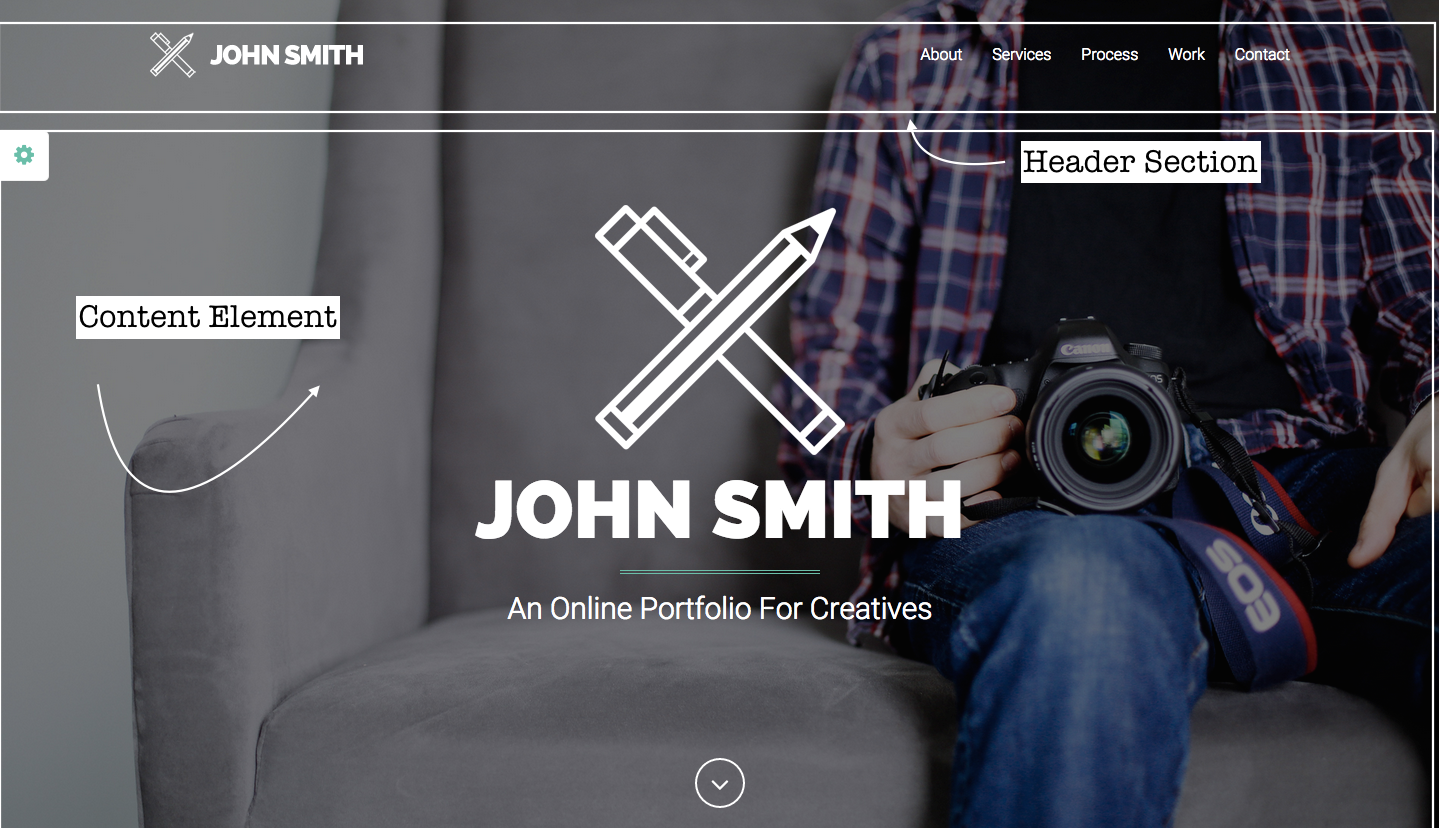 JOHN SMITH
About Services Process Work Contact
Header Section
Content Element
Canon
EOS
JOHN SMITH
An Online Portfolio For Creatives